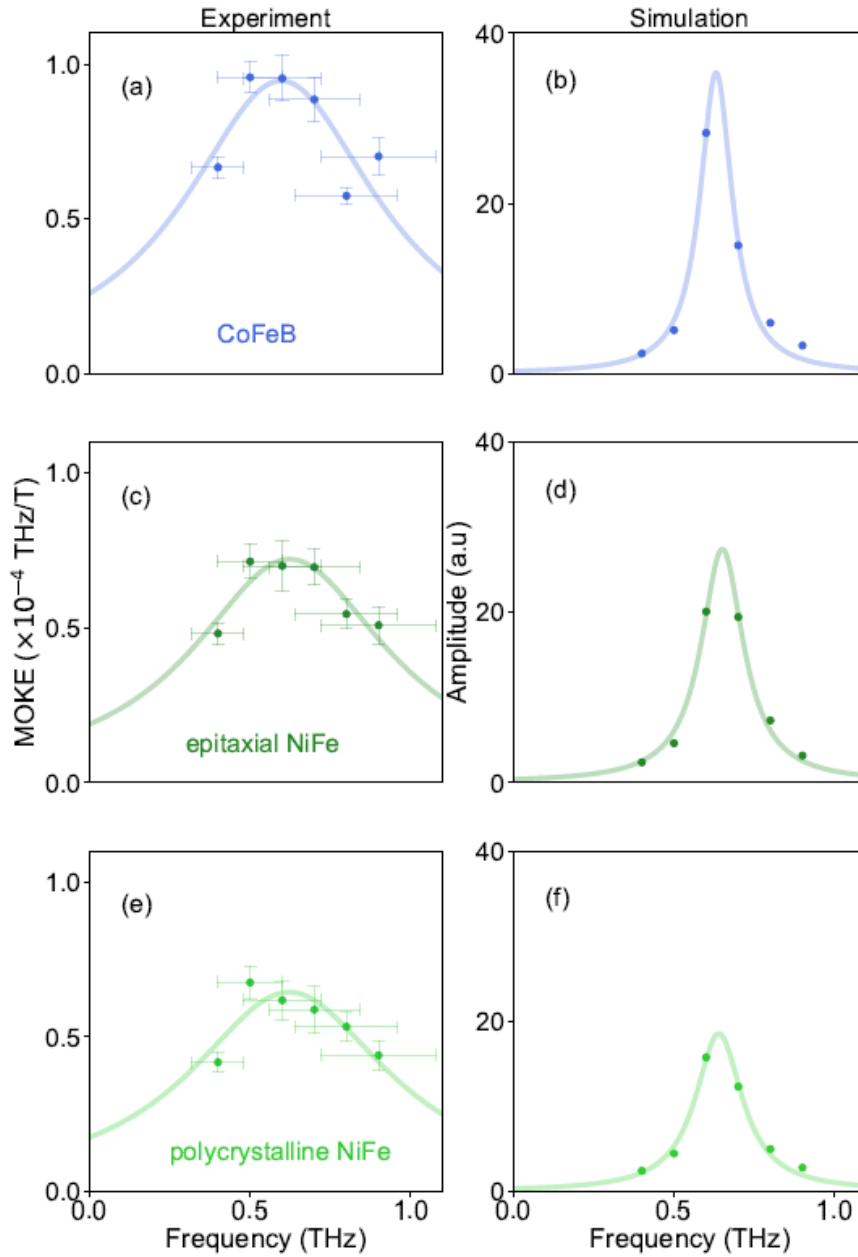 Experiment
Simulation
(a)
(b)
1.0
0.5
0.0
40
20
0
CoFeB
(c)
(d)
1.0
0.5
0.0
40
20
0
MOKE (×10⁻⁴ THz/T)
Amplitude (a.u)
epitaxial NiFe
(e)
(f)
1.0
0.5
0.0
40
20
0
polycrystalline NiFe
0.0 0.5 1.0
0.0 0.5 1.0
Frequency (THz)
Frequency (THz)